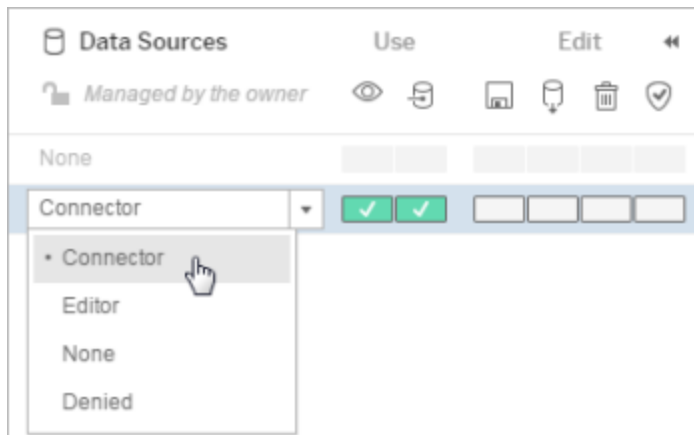 Data Sources Use Edit
Managed by the owner
None
Connector
Connector
Editor
None
Denied